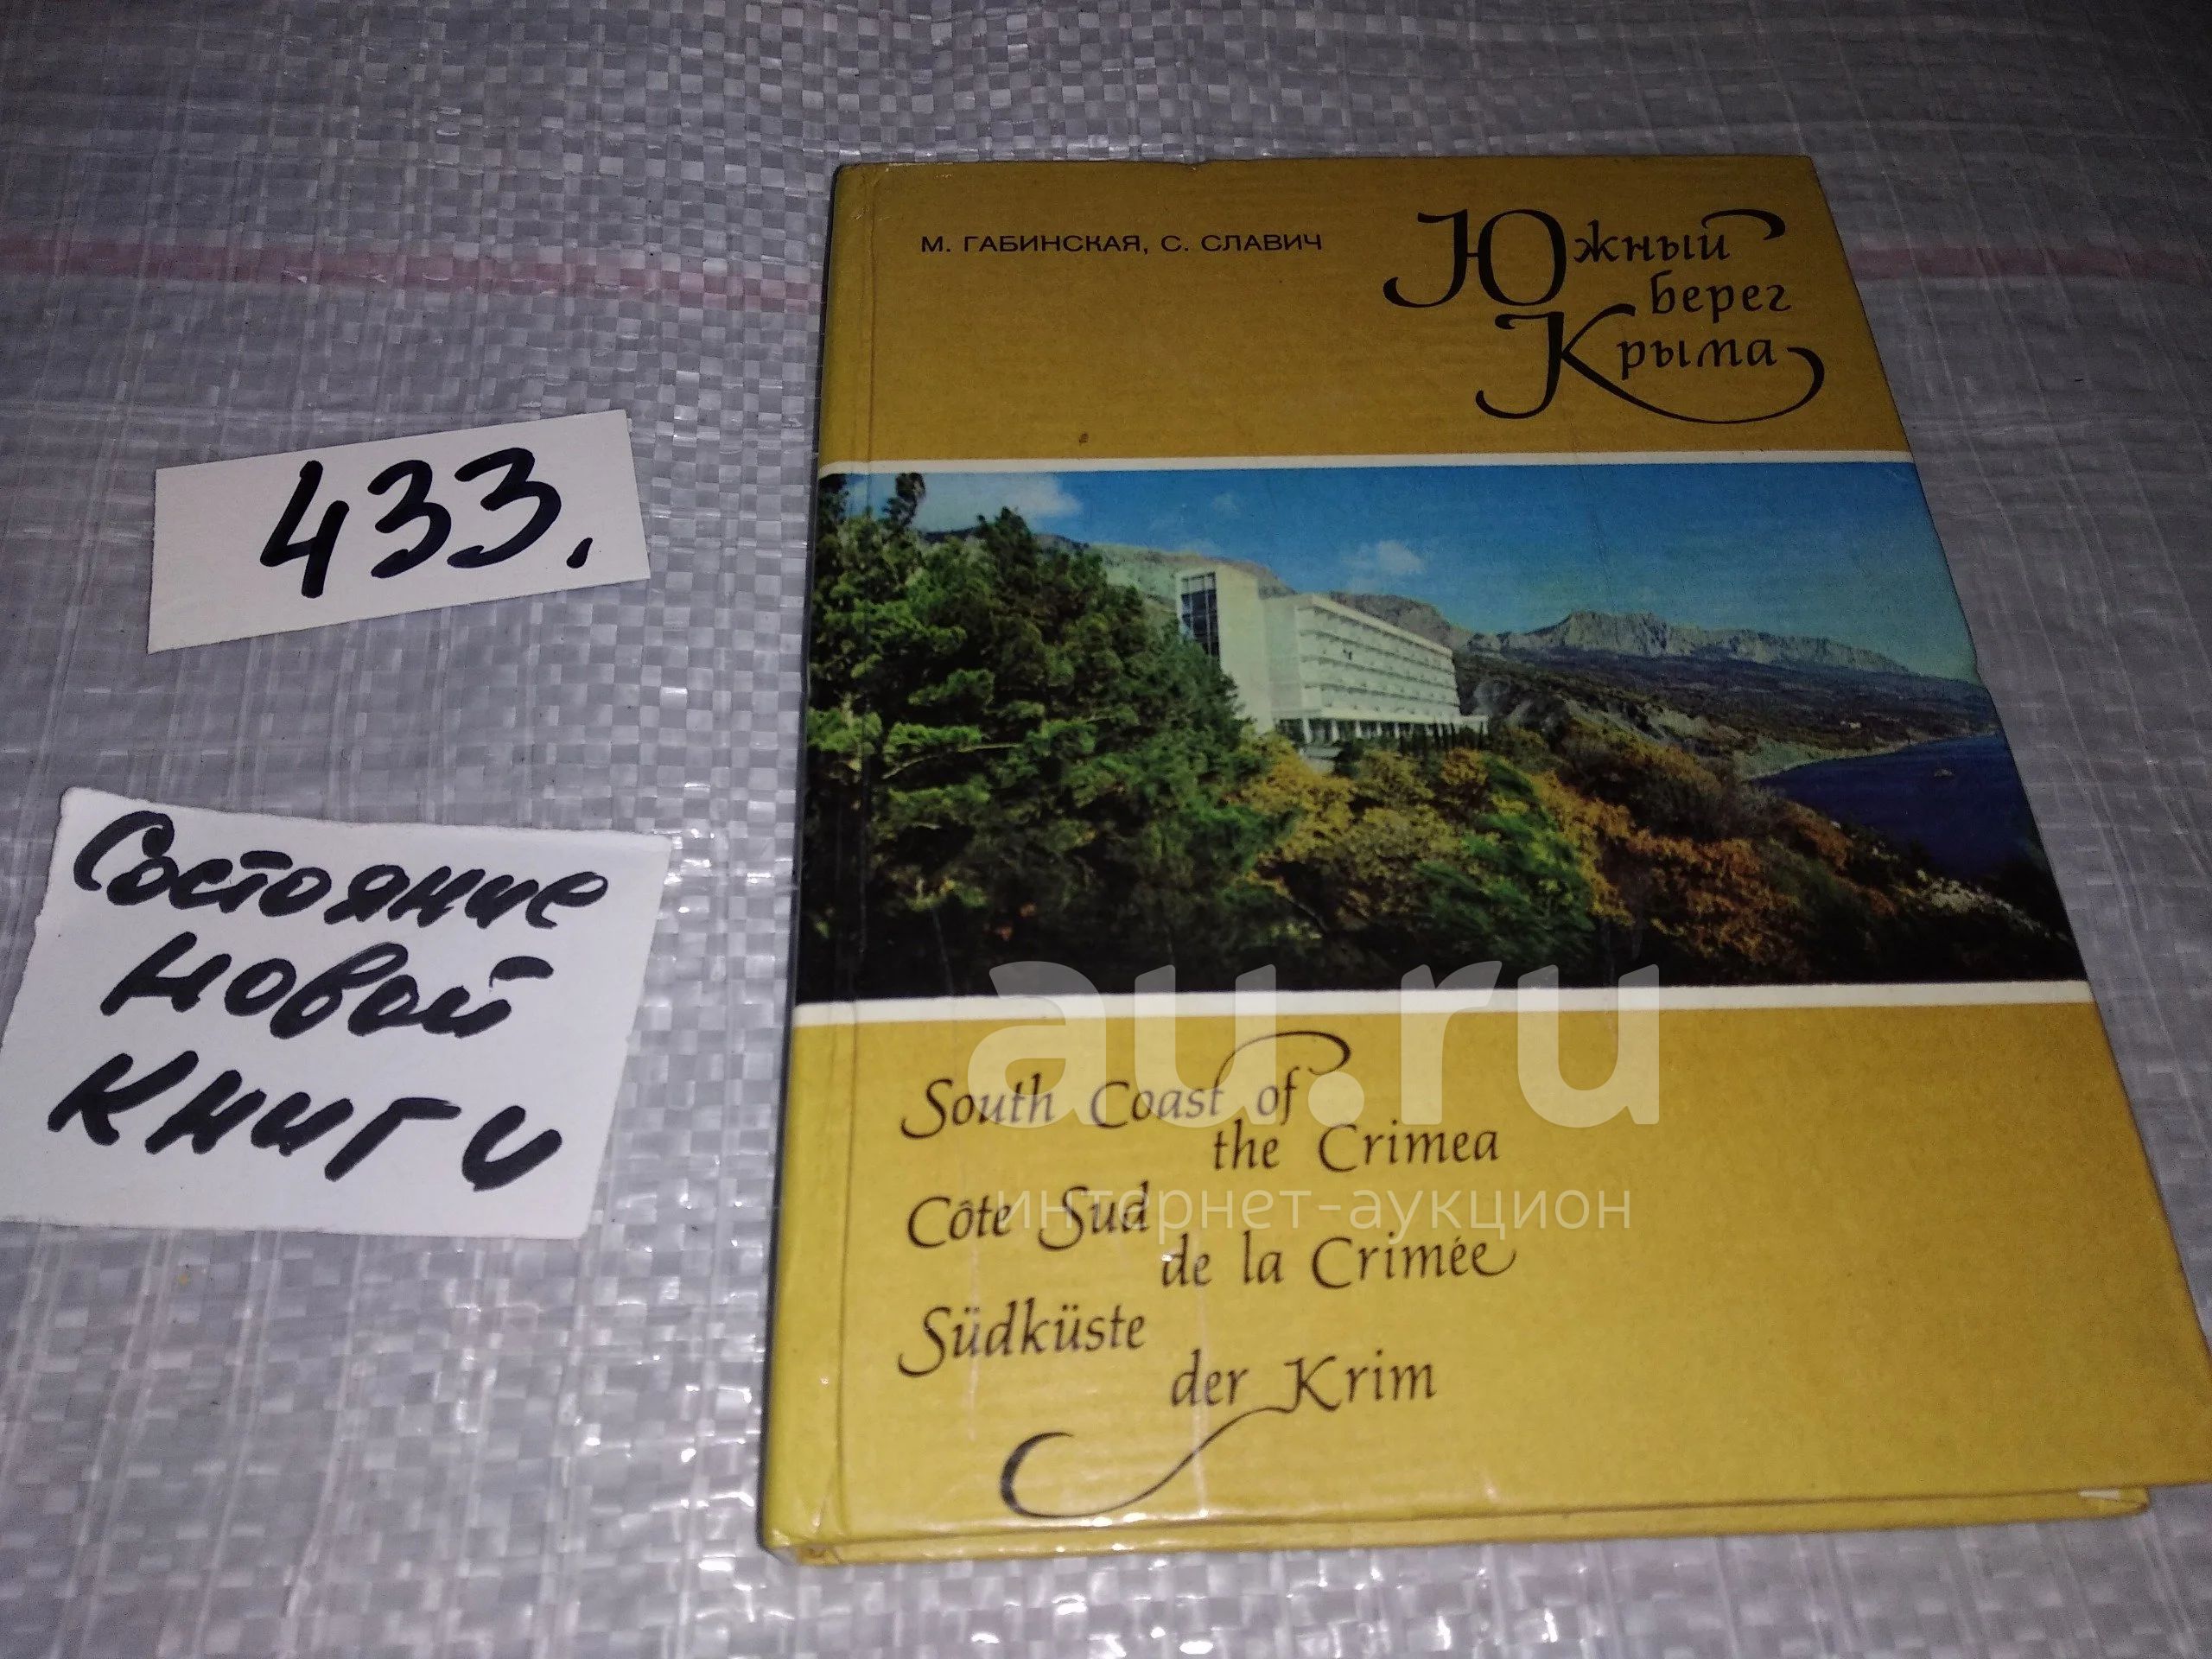 М. ГАБИНСКАЯ, С. СЛАВИЧ
Южный
берег
Крыма
433.
Состояние
новой
книги
South Coast of
the Crimea
Côte Sud
de la Crimée
Südküste
der Krim
au.ru
интернет-аукцион